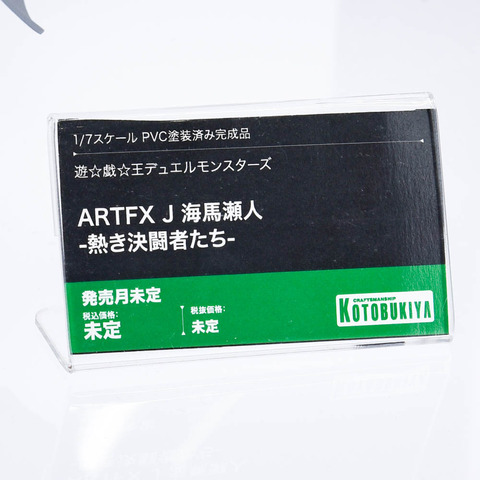 1/7スケール PVC塗装済み完成品
遊☆戯☆王デュエルモンスターズ
ARTFX J 海馬瀬人
-熱き決闘者たち-
発売月未定
税込価格:
未定
税抜価格:
未定
CRAFTSMANSHIP
KOTOBUKIYA